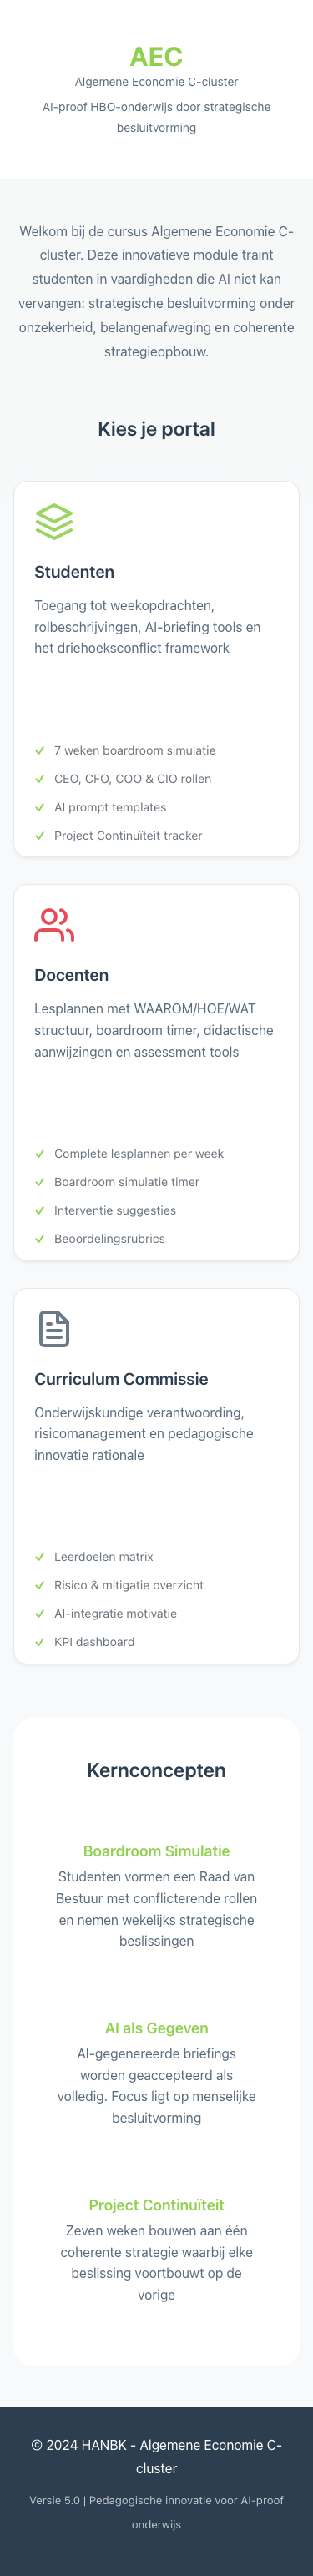 AEC
Algemene Economie C-cluster
AI-proof HBO-onderwijs door strategische
besluitvorming
Welkom bij de cursus Algemene Economie C-
cluster. Deze innovatieve module traint
studenten in vaardigheden die AI niet kan
vervangen: strategische besluitvorming onder
onzekerheid, belangenafweging en coherente
strategieopbouw.
Kies je portal
Studenten
Toegang tot weekopdrachten,
rolbeschrijvingen, AI-briefing tools en
het driehoeksconflict framework
7 weken boardroom simulatie
CEO, CFO, COO & CIO rollen
AI prompt templates
Project Continuïteit tracker
Docenten
Lesplannen met WAAROM/HOE/WAT
structuur, boardroom timer, didactische
aanwijzingen en assessment tools
Complete lesplannen per week
Boardroom simulatie timer
Interventie suggesties
Beoordelingsrubrics
Curriculum Commissie
Onderwijskundige verantwoording,
risicomanagement en pedagogische
innovatie rationale
Leerdoelen matrix
Risico & mitigatie overzicht
AI-integratie motivatie
KPI dashboard
Kernconcepten
Boardroom Simulatie
Studenten vormen een Raad van
Bestuur met conflicterende rollen
en nemen wekelijks strategische
beslissingen
AI als Gegeven
AI-gegenereerde briefings
worden geaccepteerd als
volledig. Focus ligt op menselijke
besluitvorming
Project Continuïteit
Zeven weken bouwen aan één
coherente strategie waarbij elke
beslissing voortbouwt op de
vorige
© 2024 HANBK - Algemene Economie C-
cluster
Versie 5.0 | Pedagogische innovatie voor AI-proof
onderwijs